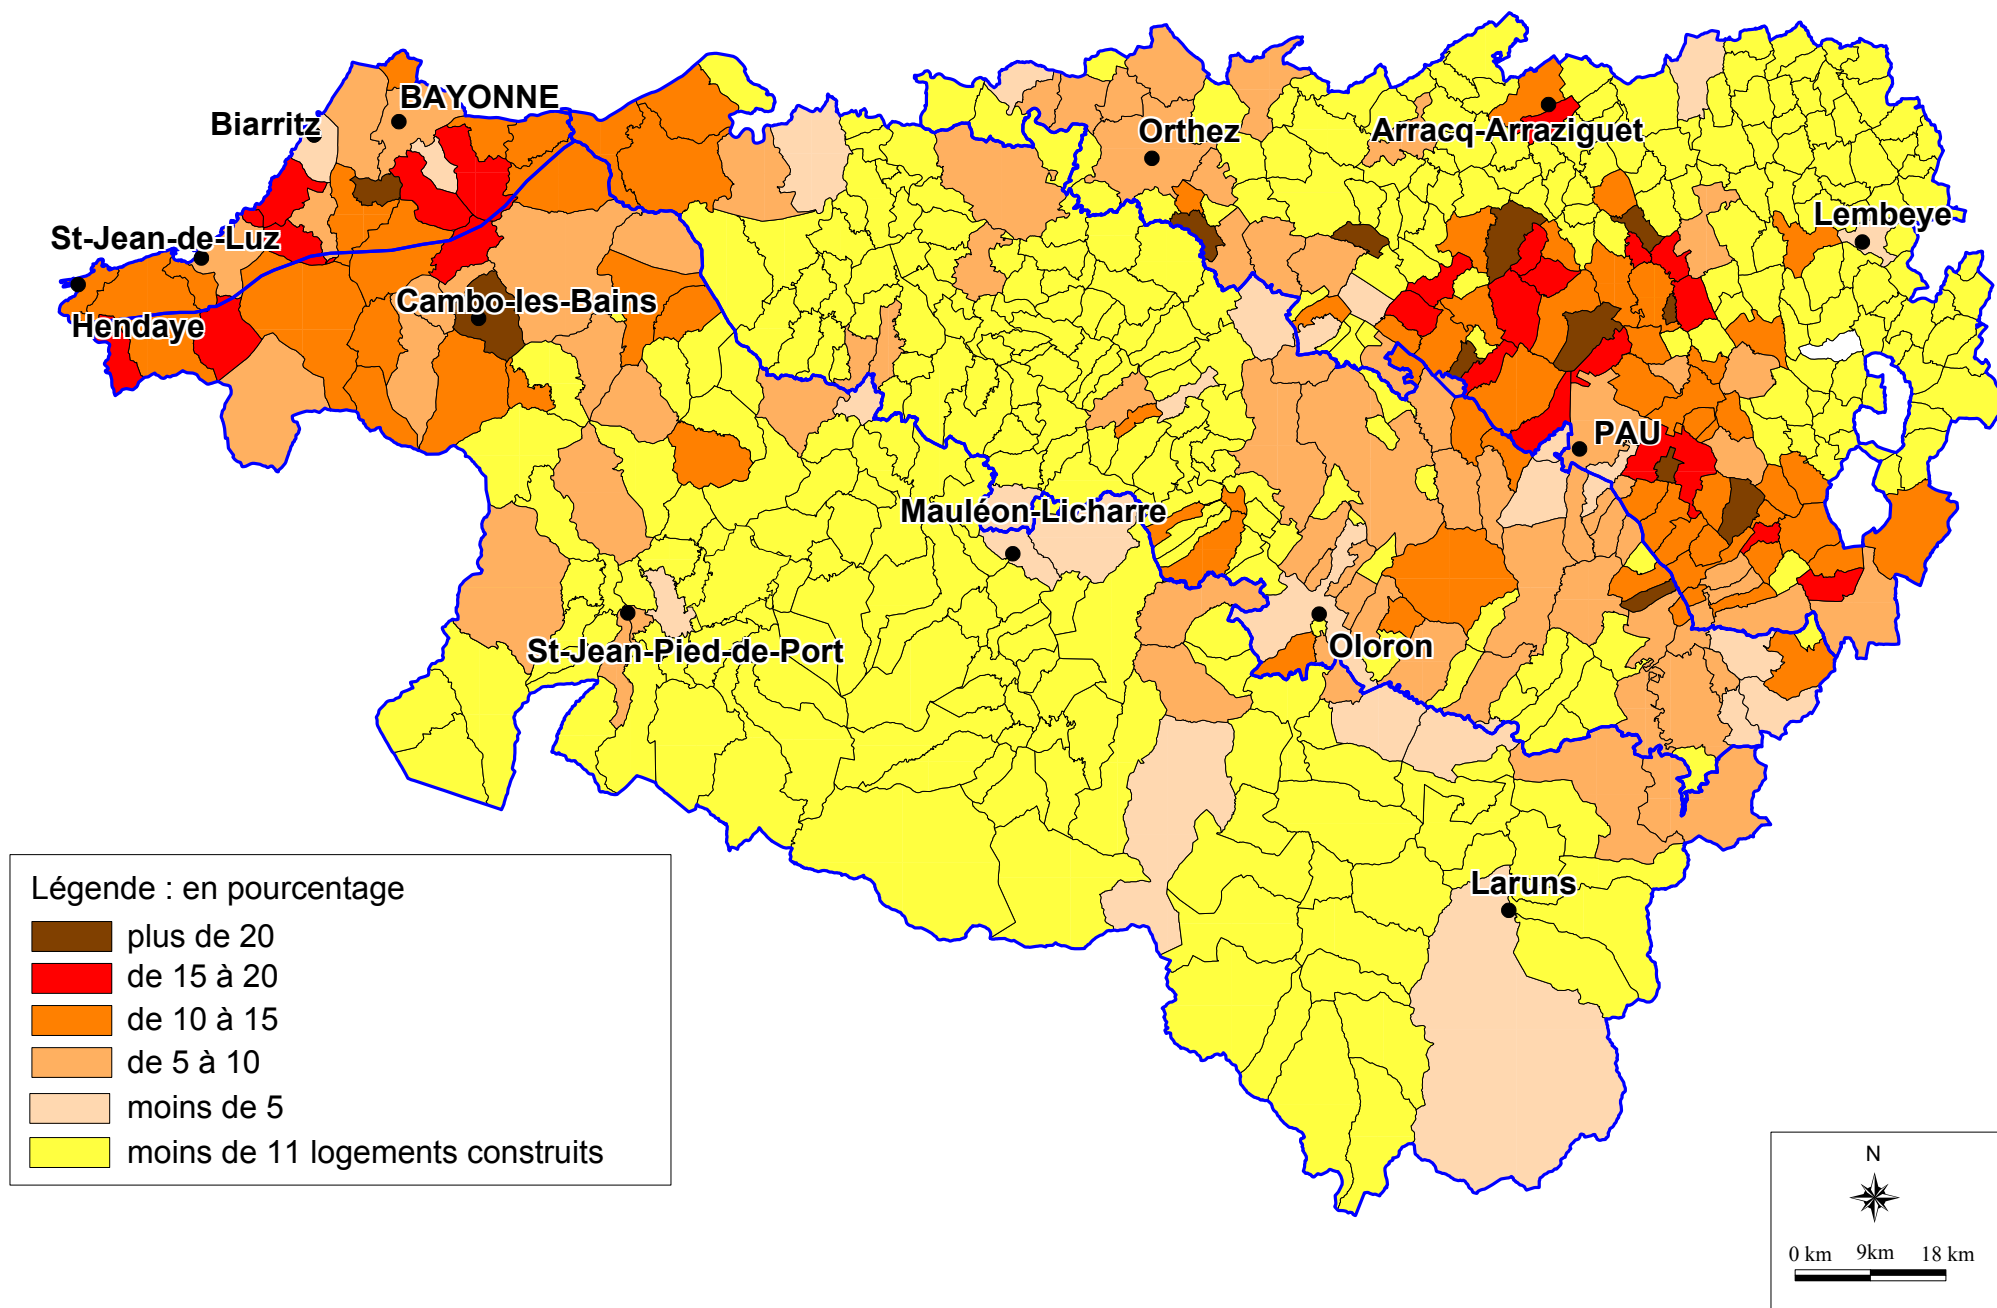 BAYONNE
Biarritz
Orthez
Arracq-Arraziguet
Lembeye
St-Jean-de-Luz
Cambo-les-Bains
Hendaye
PAU
Mauléon-Licharre
St-Jean-Pied-de-Port
Oloron
Laruns
Légende : en pourcentage
plus de 20
de 15 à 20
de 10 à 15
de 5 à 10
moins de 5
moins de 11 logements construits
N
0 km 9km 18 km